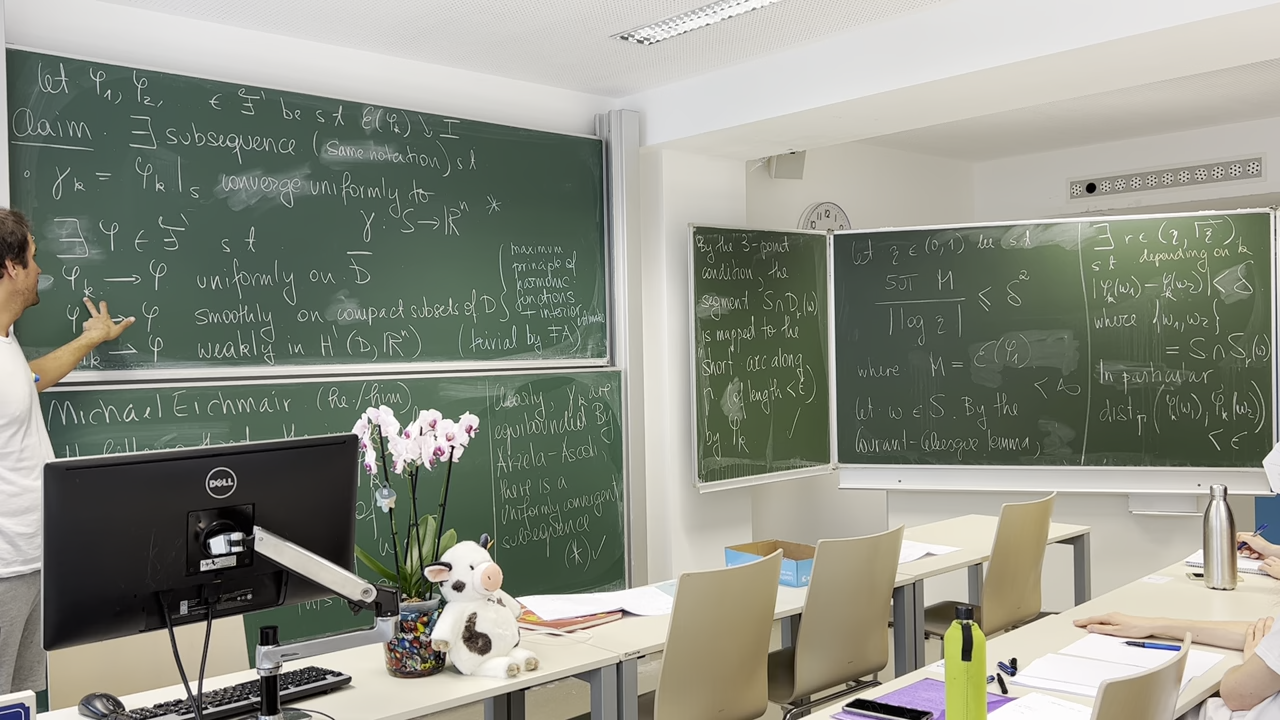 Let φ₁, φ₂, ∈ F' be s t E(φₖ) ↓ I
Claim. ∃ subsequence (same notation) s t
γₖ = φₖ|ₛ converge uniformly to
γ : S → ℝⁿ *
∃ φ ∈ F' s t
φₖ → φ uniformly on D̅
→ φ smoothly on compact subsets of D
→ φ weakly in H¹(D, ℝⁿ) (trivial by FA)
maximum
principle of
harmonic
functions
+ interior
Michael Eichmair (he/him)
Clearly, γₖ are
equibounded By
Arzela-Ascoli,
there is a
uniformly convergent
subsequence
(*) ✓
DELL
By the "3-point
condition, the
segment S∩Dᵣ(w)
is mapped to the
"short" arc along
Γ (of length < ε)
by φₖ ✓
Let ζ ∈ (0,1) be s t
5π M
/ |log ζ| < δ²
where M = E(φ₁) < ∞
Let w ∈ S. By the
Courant-Lebesgue lemma,
∃ r ∈ (ζ, √ζ)
s t depending on k
|φₖ(w₁) - φₖ(w₂)| < δ
where {w₁, w₂}
= S ∩ Sᵣ(w)
In particular
distᵣ(φₖ(w₁), φₖ(w₂))
< ε